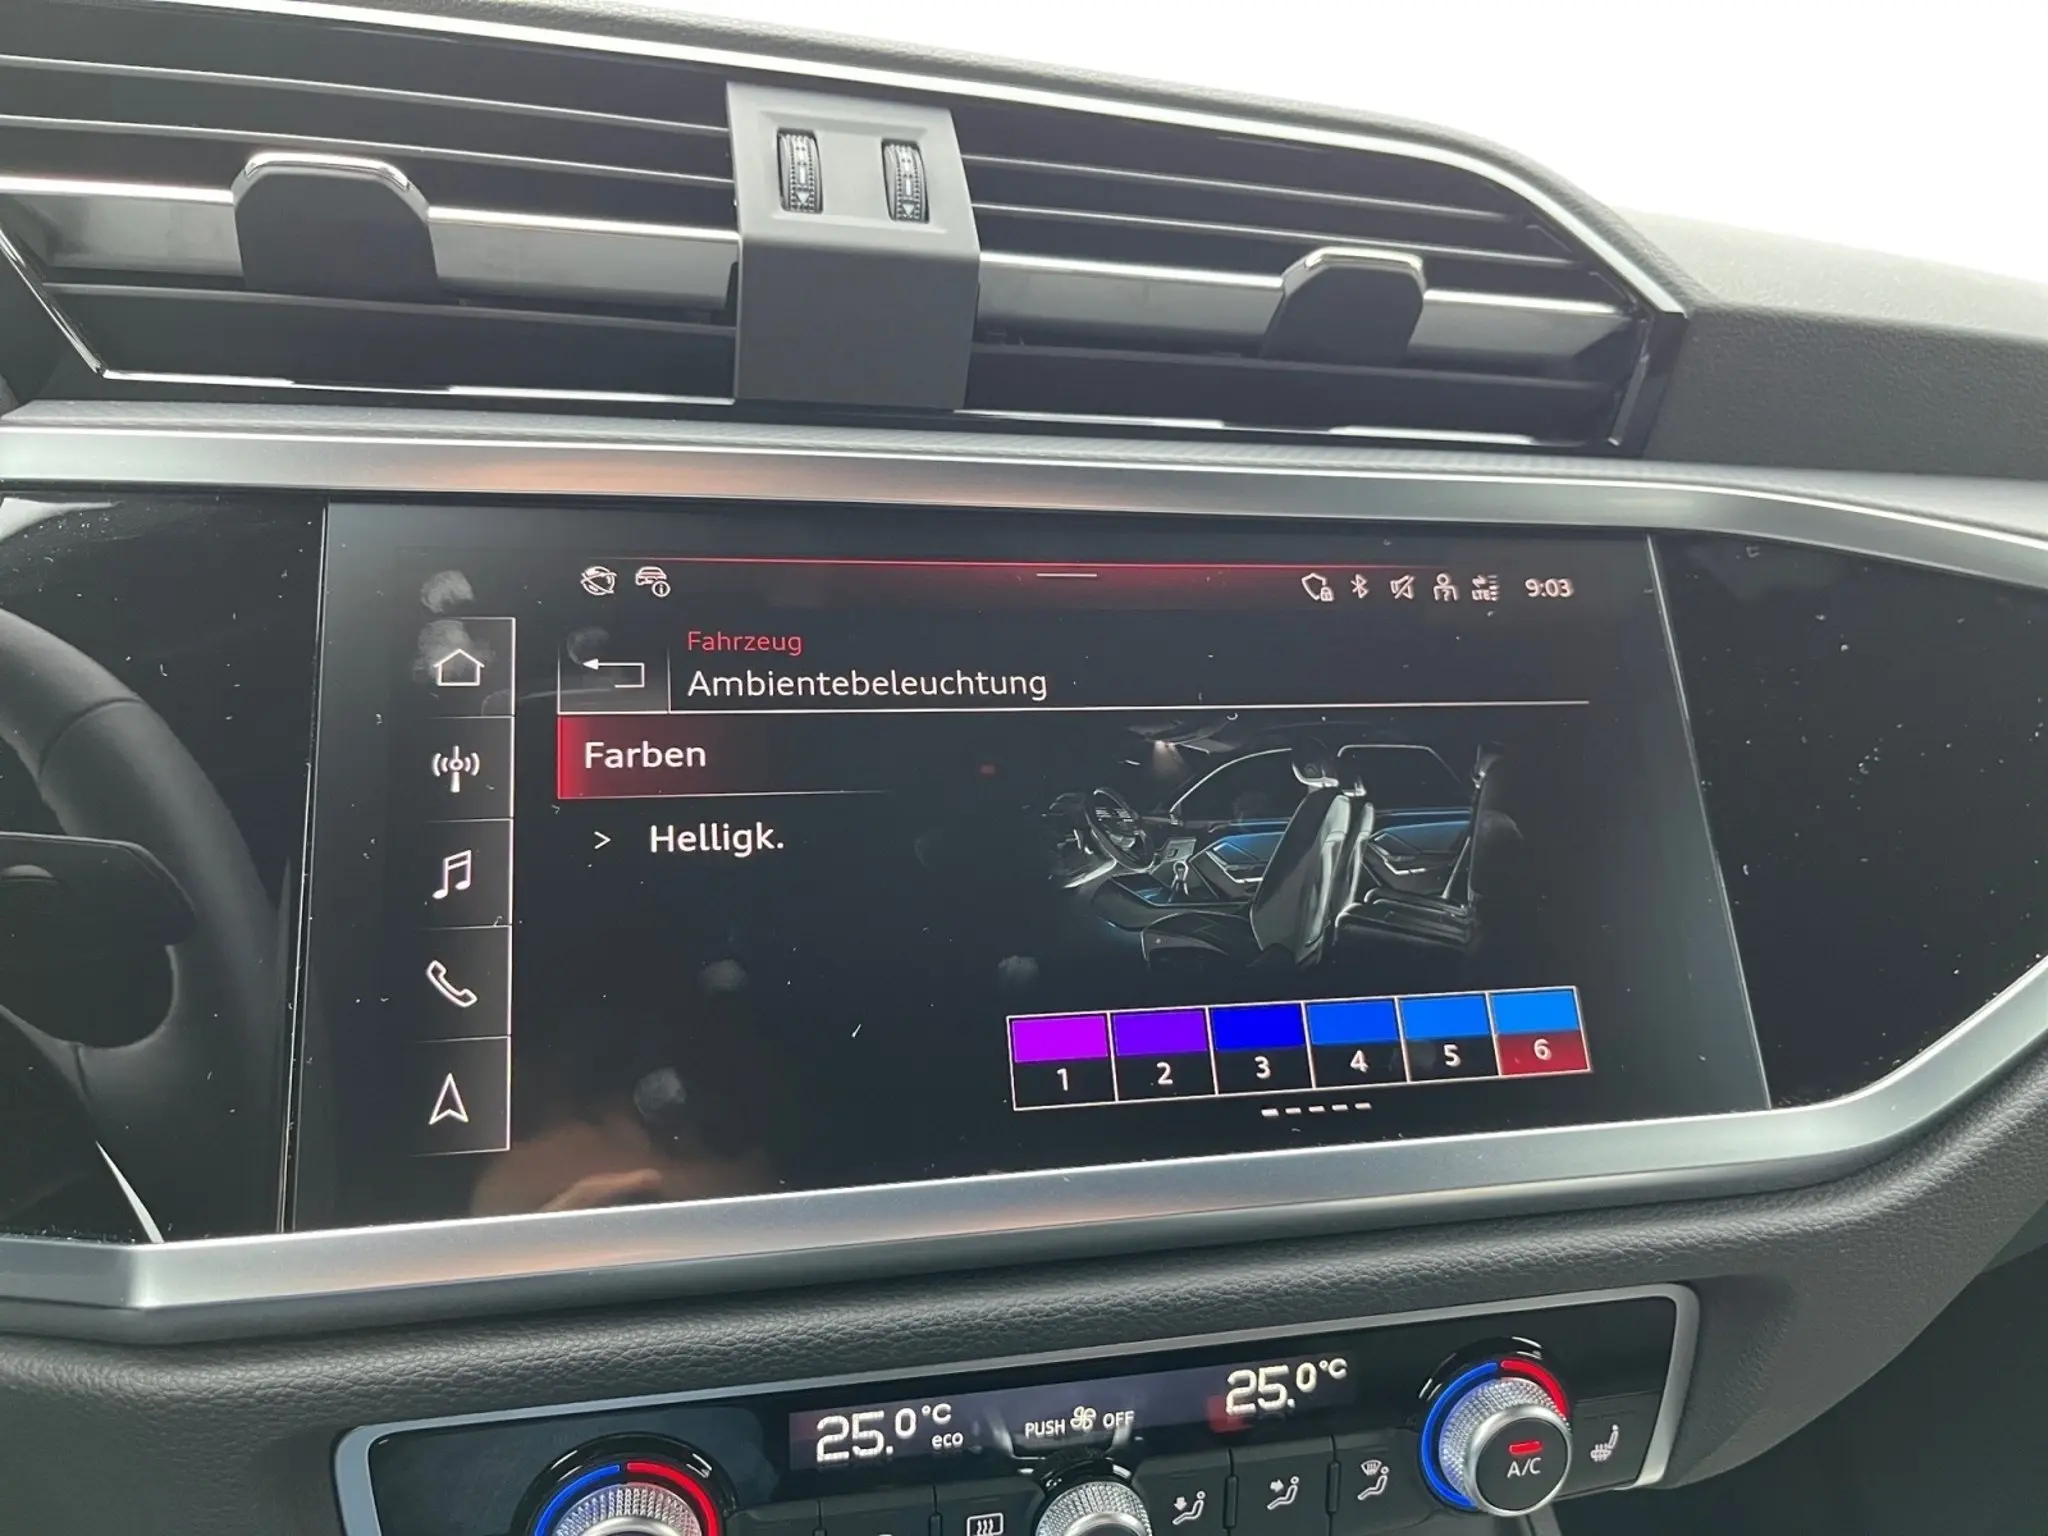 LTE
9:03
Fahrzeug
Ambientebeleuchtung
Farben
> Helligk.
1 2 3 4 5 6
25.0°C eco
PUSH OFF
25.0°C
A/C